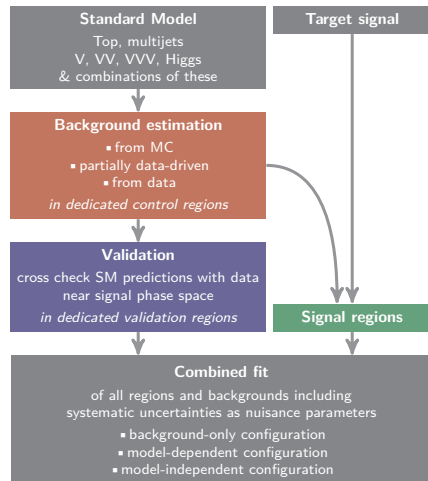 Standard Model
Top, multijets
V, VV, VVV, Higgs
& combinations of these
Target signal
Background estimation
▪ from MC
▪ partially data-driven
▪ from data
in dedicated control regions
Validation
cross check SM predictions with data
near signal phase space
in dedicated validation regions
Signal regions
Combined fit
of all regions and backgrounds including
systematic uncertainties as nuisance parameters
▪ background-only configuration
▪ model-dependent configuration
▪ model-independent configuration